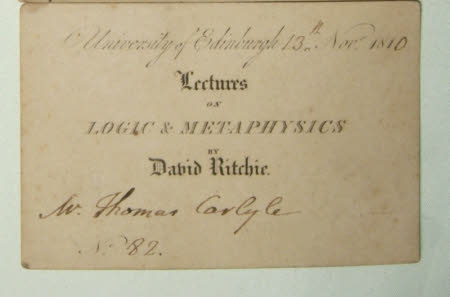 University of Edinburgh 13th Novr. 1810
Lectures
ON
LOGIC & METAPHYSICS
BY
David Ritchie.
Mr. Thomas Carlyle
No. 82.